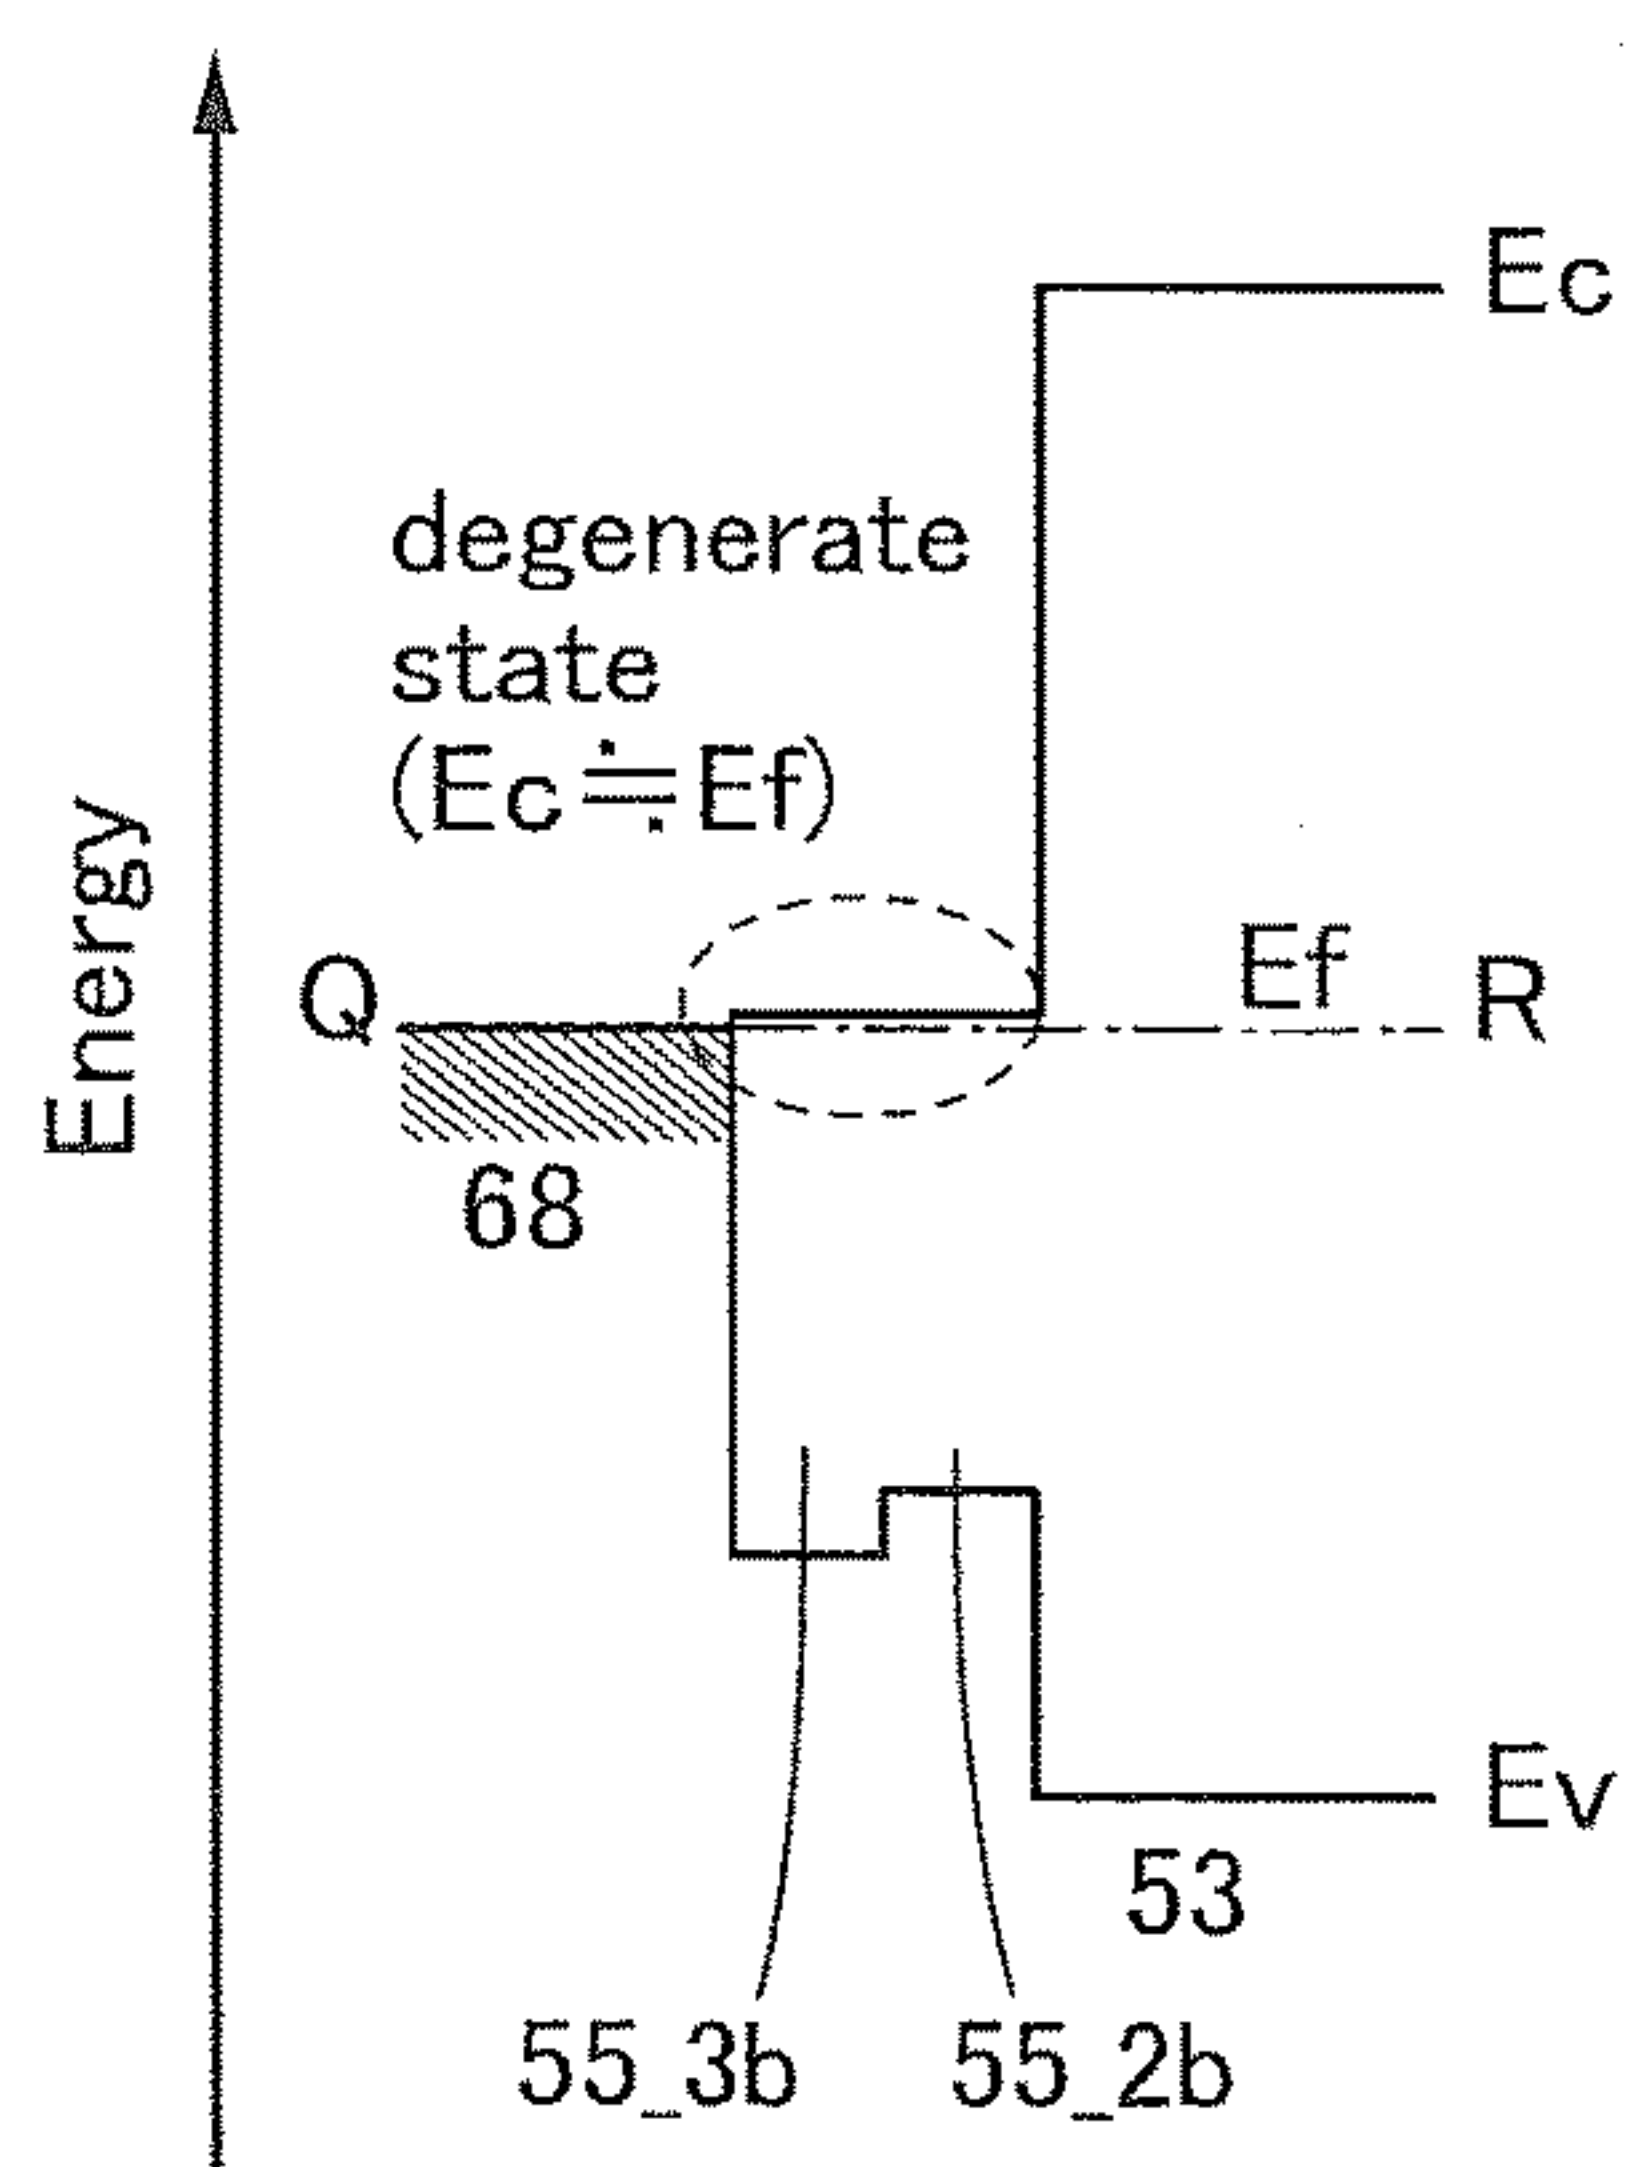 Ec
degenerate
state
(Ec≒Ef)
Energy
Q
Ef
R
68
Ev
53
55_3b
55_2b